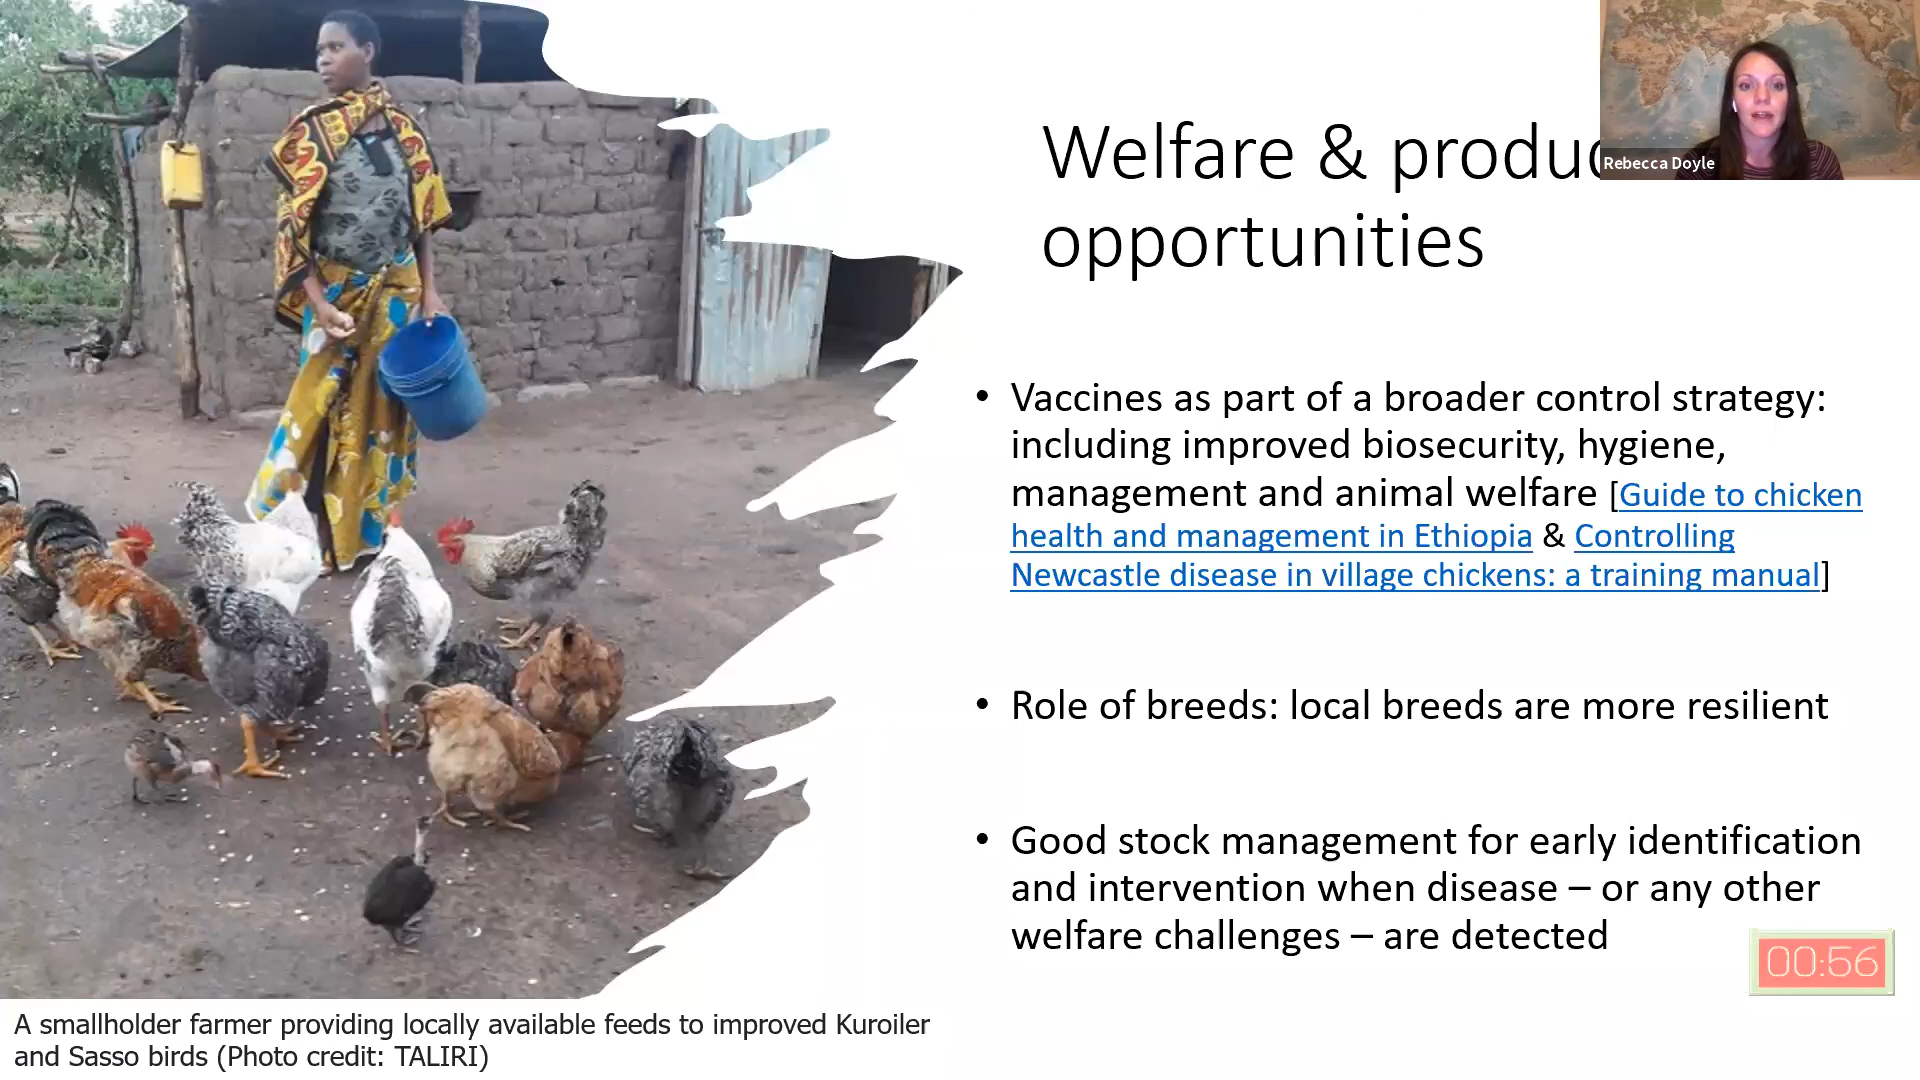 Welfare & produc
opportunities
Rebecca Doyle
• Vaccines as part of a broader control strategy:
including improved biosecurity, hygiene,
management and animal welfare [Guide to chicken
health and management in Ethiopia & Controlling
Newcastle disease in village chickens: a training manual]
• Role of breeds: local breeds are more resilient
• Good stock management for early identification
and intervention when disease – or any other
welfare challenges – are detected
00:56
A smallholder farmer providing locally available feeds to improved Kuroiler
and Sasso birds (Photo credit: TALIRI)